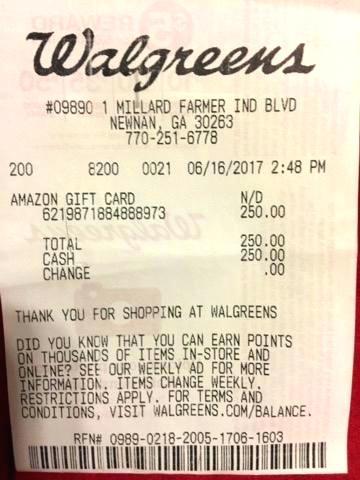 Walgreens
#09890 1 MILLARD FARMER IND BLVD
NEWNAN, GA 30263
770-251-6778
200 8200 0021 06/16/2017 2:48 PM
AMAZON GIFT CARD N/D
62198718848889​73 250.00
TOTAL 250.00
CASH 250.00
CHANGE .00
THANK YOU FOR SHOPPING AT WALGREENS
DID YOU KNOW THAT YOU CAN EARN POINTS
ON THOUSANDS OF ITEMS IN-STORE AND
ONLINE? SEE OUR WEEKLY AD FOR MORE
INFORMATION. ITEMS CHANGE WEEKLY.
RESTRICTIONS APPLY. FOR TERMS AND
CONDITIONS, VISIT WALGREENS.COM/BALANCE.
RFN# 0989-0218-2005-1706-1603